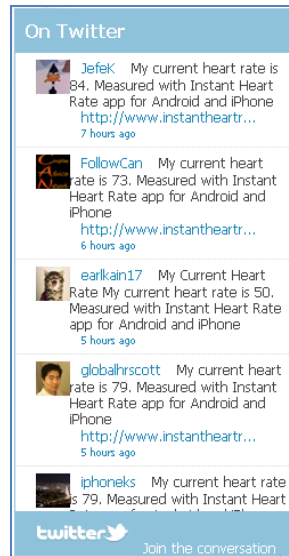 On Twitter
JefeK My current heart rate is
84. Measured with Instant Heart
Rate app for Android and iPhone
http://www.instantheartr...
7 hours ago
FollowCan My current heart
rate is 73. Measured with Instant
Heart Rate app for Android and
iPhone
http://www.instantheartr...
6 hours ago
earlkain17 My Current Heart
Rate My current heart rate is 50.
Measured with Instant Heart Rate
app for Android and iPhone
5 hours ago
globalhrscott My current heart
rate is 79. Measured with Instant
Heart Rate app for Android and
iPhone
http://www.instantheartr...
5 hours ago
iphoneks My current heart rate
is 79. Measured with Instant Heart
twitter
Join the conversation